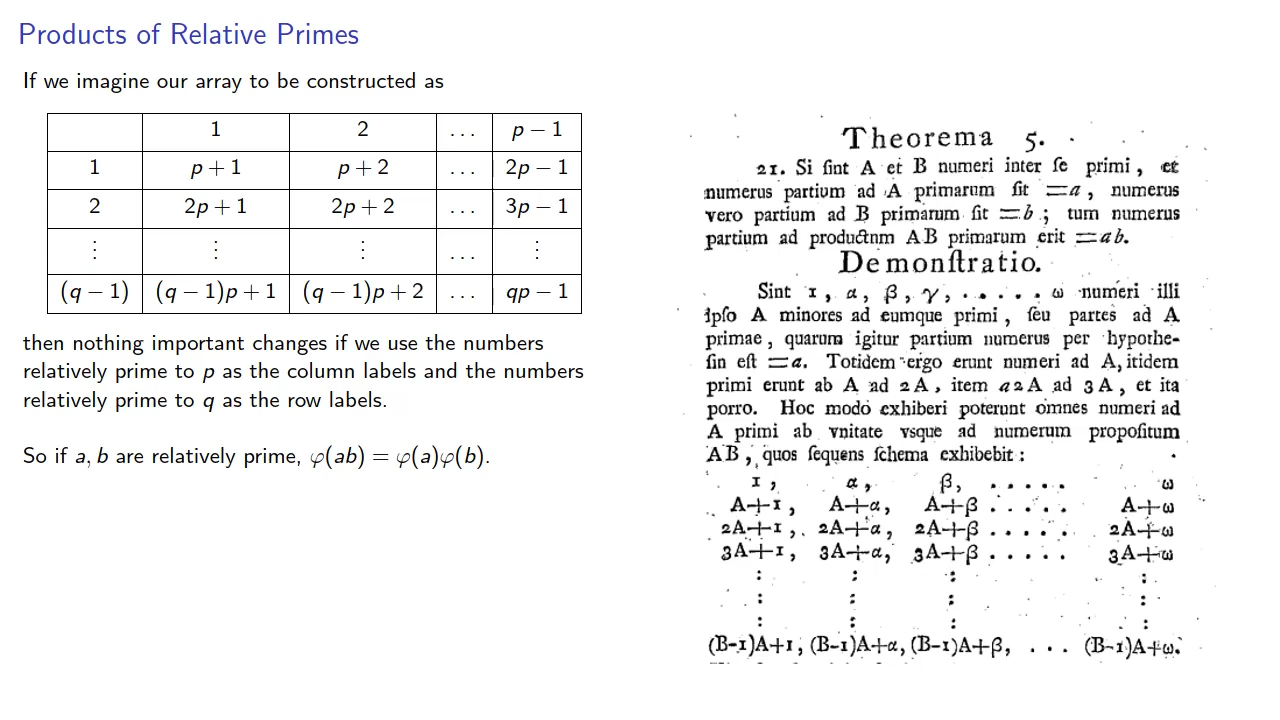 Products of Relative Primes
If we imagine our array to be constructed as
1 2 ... p − 1
1 p + 1 p + 2 ... 2p − 1
2 2p + 1 2p + 2 ... 3p − 1
⋮ ⋮ ⋮ ... ⋮
(q − 1) (q − 1)p + 1 (q − 1)p + 2 ... qp − 1
then nothing important changes if we use the numbers
relatively prime to p as the column labels and the numbers
relatively prime to q as the row labels.
So if a, b are relatively prime, φ(ab) = φ(a)φ(b).
Theorema 5.
21. Si ſint A et B numeri inter ſe primi, et
numerus partium ad A primarum ſit =a, numerus
vero partium ad B primarum ſit =b; tum numerus
partium ad productnm AB primarum erit =ab.
Demonſtratio.
Sint 1, α, β, γ, ..... ω numeri illi
ipſo A minores ad eumque primi, ſeu partes ad A
primae, quarum igitur partium numerus per hypothe-
ſin eſt =a. Totidem ergo erunt numeri ad A, itidem
primi erunt ab A ad 2A, item a 2A ad 3A, et ita
porro. Hoc modo exhiberi poterunt omnes numeri ad
A primi ab vnitate vsque ad numerum propoſitum
AB, quos ſequens ſchema exhibebit:
1, α, β, ..... ω
A+1, A+α, A+β ..... A+ω
2A+1, 2A+α, 2A+β ..... 2A+ω
3A+1, 3A+α, 3A+β ..... 3A+ω
: : : :
: : : :
: : : :
(B-1)A+1, (B-1)A+α, (B-1)A+β, ... (B-1)A+ω.